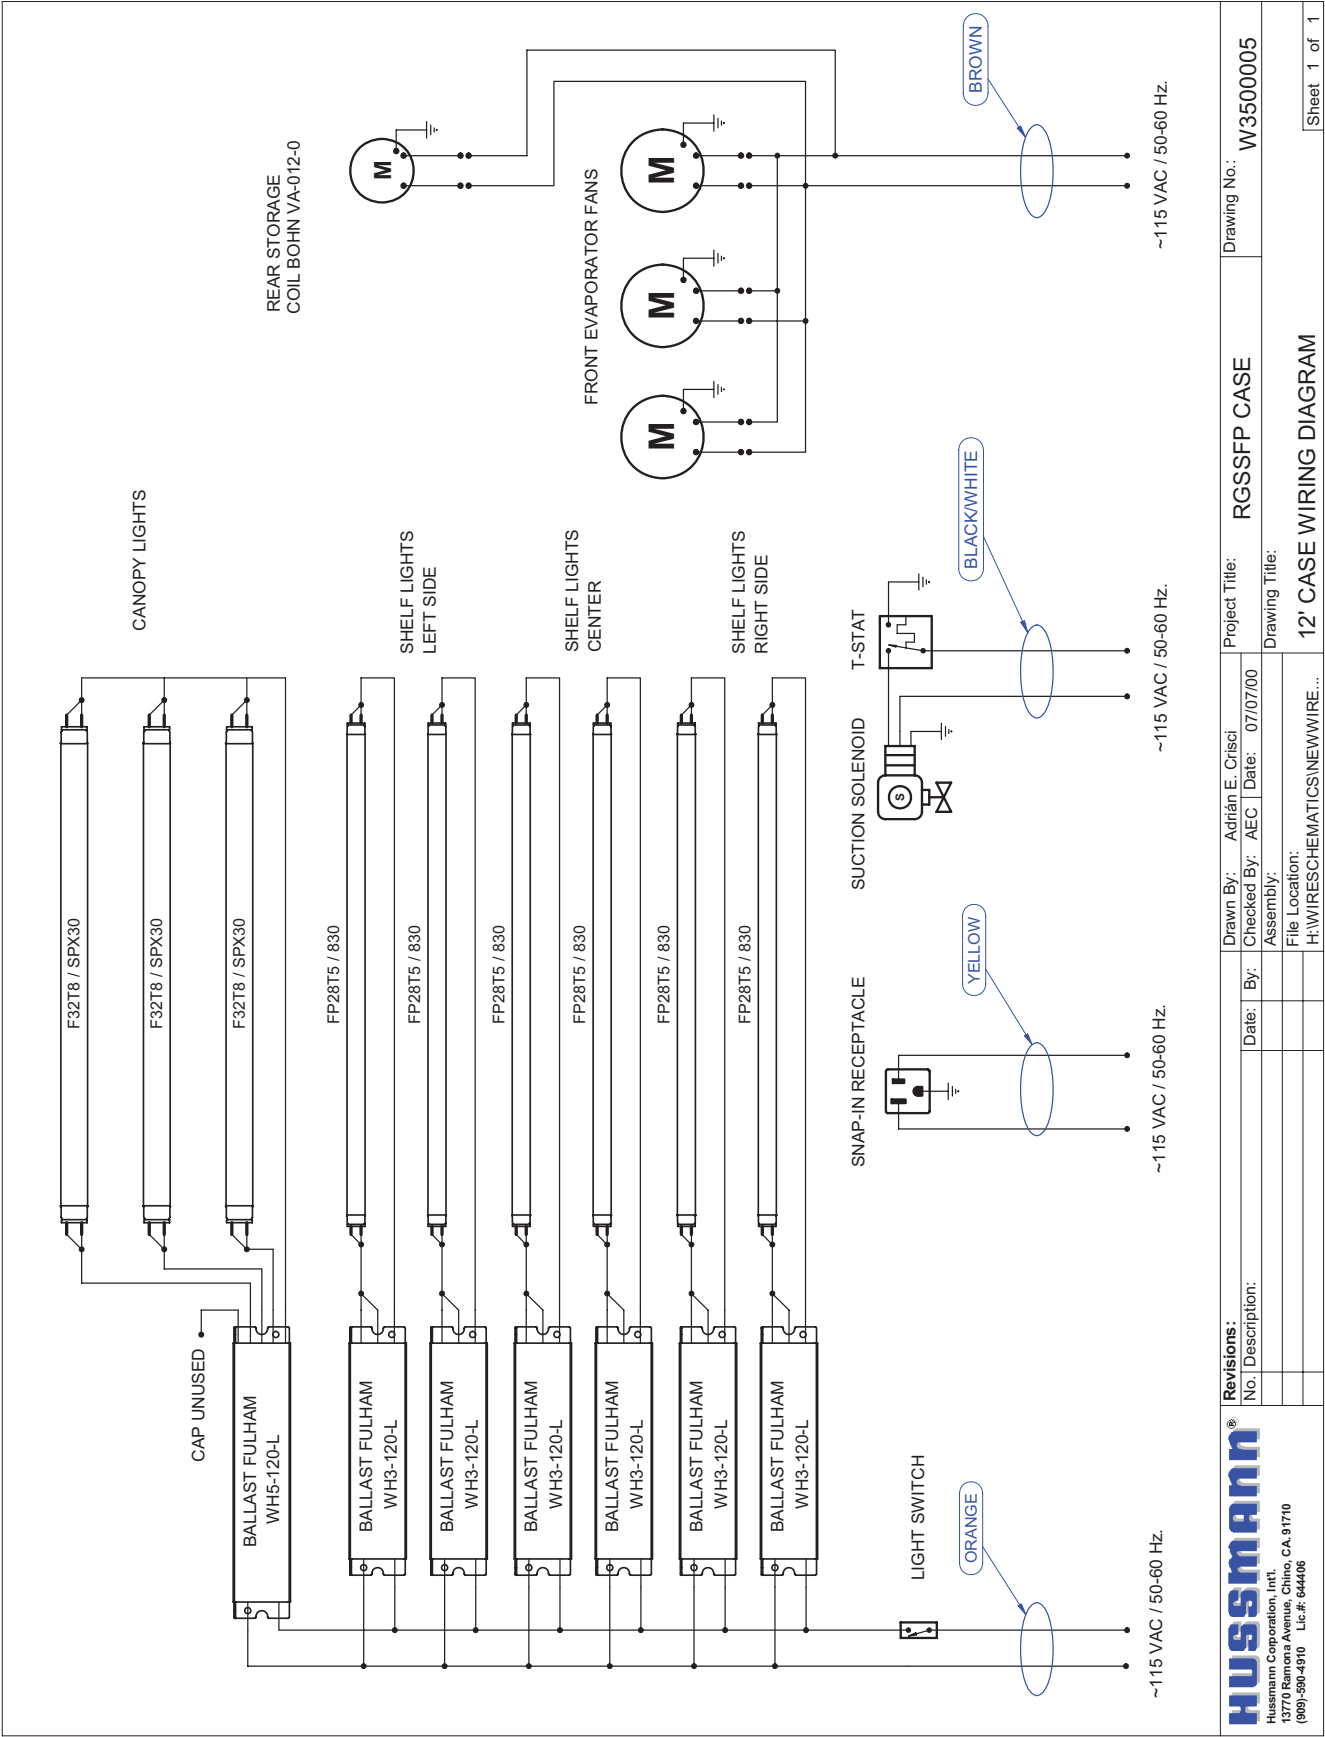 CAP UNUSED
BALLAST FULHAM
WH5-120-L
F32T8 / SPX30
F32T8 / SPX30
F32T8 / SPX30
CANOPY LIGHTS
BALLAST FULHAM
WH3-120-L
FP28T5 / 830
BALLAST FULHAM
WH3-120-L
FP28T5 / 830
SHELF LIGHTS
LEFT SIDE
BALLAST FULHAM
WH3-120-L
FP28T5 / 830
BALLAST FULHAM
WH3-120-L
FP28T5 / 830
SHELF LIGHTS
CENTER
BALLAST FULHAM
WH3-120-L
FP28T5 / 830
BALLAST FULHAM
WH3-120-L
FP28T5 / 830
SHELF LIGHTS
RIGHT SIDE
REAR STORAGE
COIL BOHN VA-012-0
M
FRONT EVAPORATOR FANS
M
M
M
LIGHT SWITCH
ORANGE
~115 VAC / 50-60 Hz.
SNAP-IN RECEPTACLE
YELLOW
~115 VAC / 50-60 Hz.
SUCTION SOLENOID
S
T-STAT
BLACK/WHITE
~115 VAC / 50-60 Hz.
BROWN
~115 VAC / 50-60 Hz.
HUSSMANN®
Hussmann Corporation, Int'l.
13770 Ramona Avenue, Chino, CA. 91710
(909)-590-4910 Lic.#: 644406
Revisions:
No. Description: Date: By:
Drawn By: Adrián E. Crisci
Checked By: AEC Date: 07/07/00
Assembly:
File Location:
H:\WIRESCHEMATICS\NEWWIRE...
Project Title:
RGSSFP CASE
Drawing No.:
W3500005
Drawing Title:
12' CASE WIRING DIAGRAM
Sheet 1 of 1